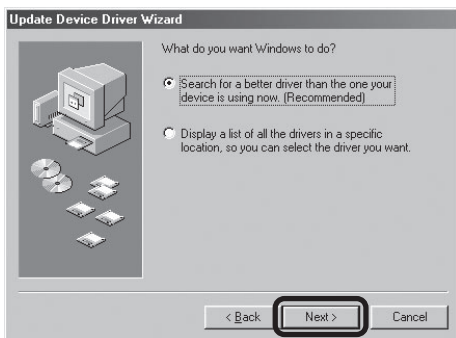 Update Device Driver Wizard
What do you want Windows to do?
Search for a better driver than the one your
device is using now. (Recommended)
Display a list of all the drivers in a specific
location, so you can select the driver you want.
< Back
Next >
Cancel